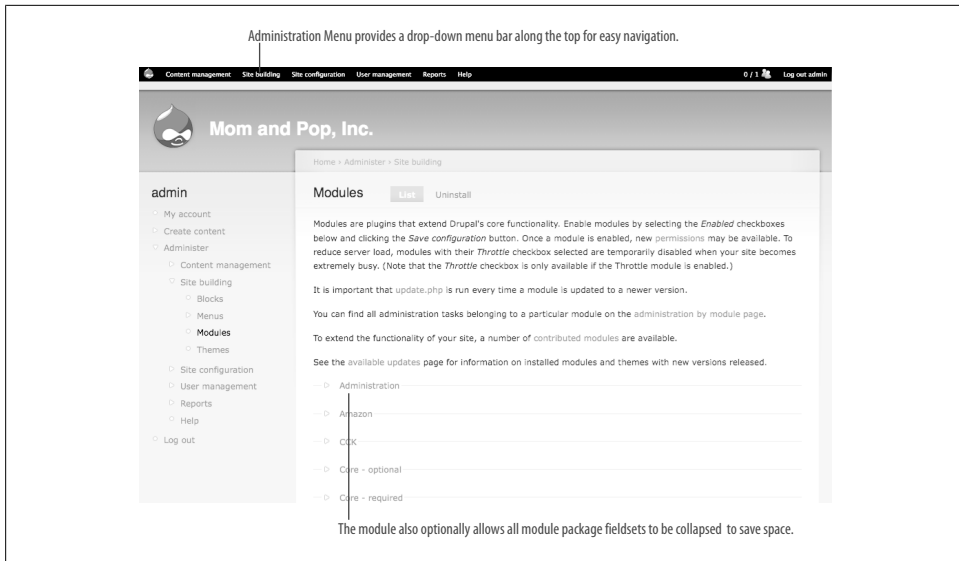 Administration Menu provides a drop-down menu bar along the top for easy navigation.
Content management Site building Site configuration User management Reports Help 0 / 1 Log out admin
Mom and Pop, Inc.
Home › Administer › Site building
admin
My account
Create content
Administer
Content management
Site building
Blocks
Menus
Modules
Themes
Site configuration
User management
Reports
Help
Log out
Modules List Uninstall
Modules are plugins that extend Drupal's core functionality. Enable modules by selecting the Enabled checkboxes
below and clicking the Save configuration button. Once a module is enabled, new permissions may be available. To
reduce server load, modules with their Throttle checkbox selected are temporarily disabled when your site becomes
extremely busy. (Note that the Throttle checkbox is only available if the Throttle module is enabled.)
It is important that update.php is run every time a module is updated to a newer version.
You can find all administration tasks belonging to a particular module on the administration by module page.
To extend the functionality of your site, a number of contributed modules are available.
See the available updates page for information on installed modules and themes with new versions released.
Administration
Amazon
CCK
Core - optional
Core - required
The module also optionally allows all module package fieldsets to be collapsed to save space.